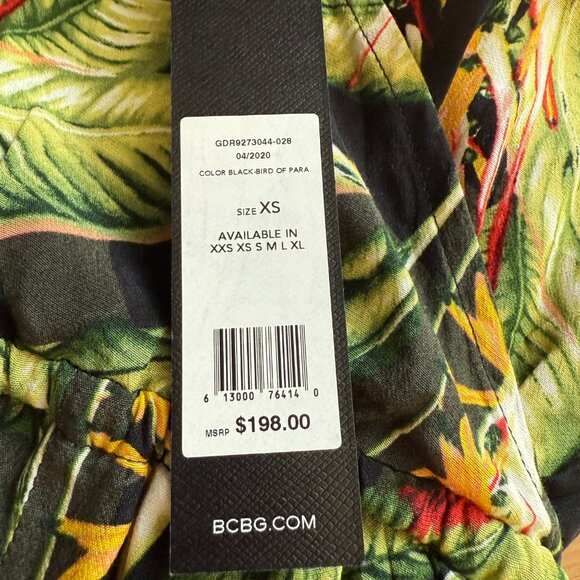 GDR9273044-02B
04/2020
COLOR BLACK-BIRD OF PARA
SIZE XS
AVAILABLE IN
XXS XS S M L XL
6 13000 76414 0
MSRP $198.00
BCBG.COM